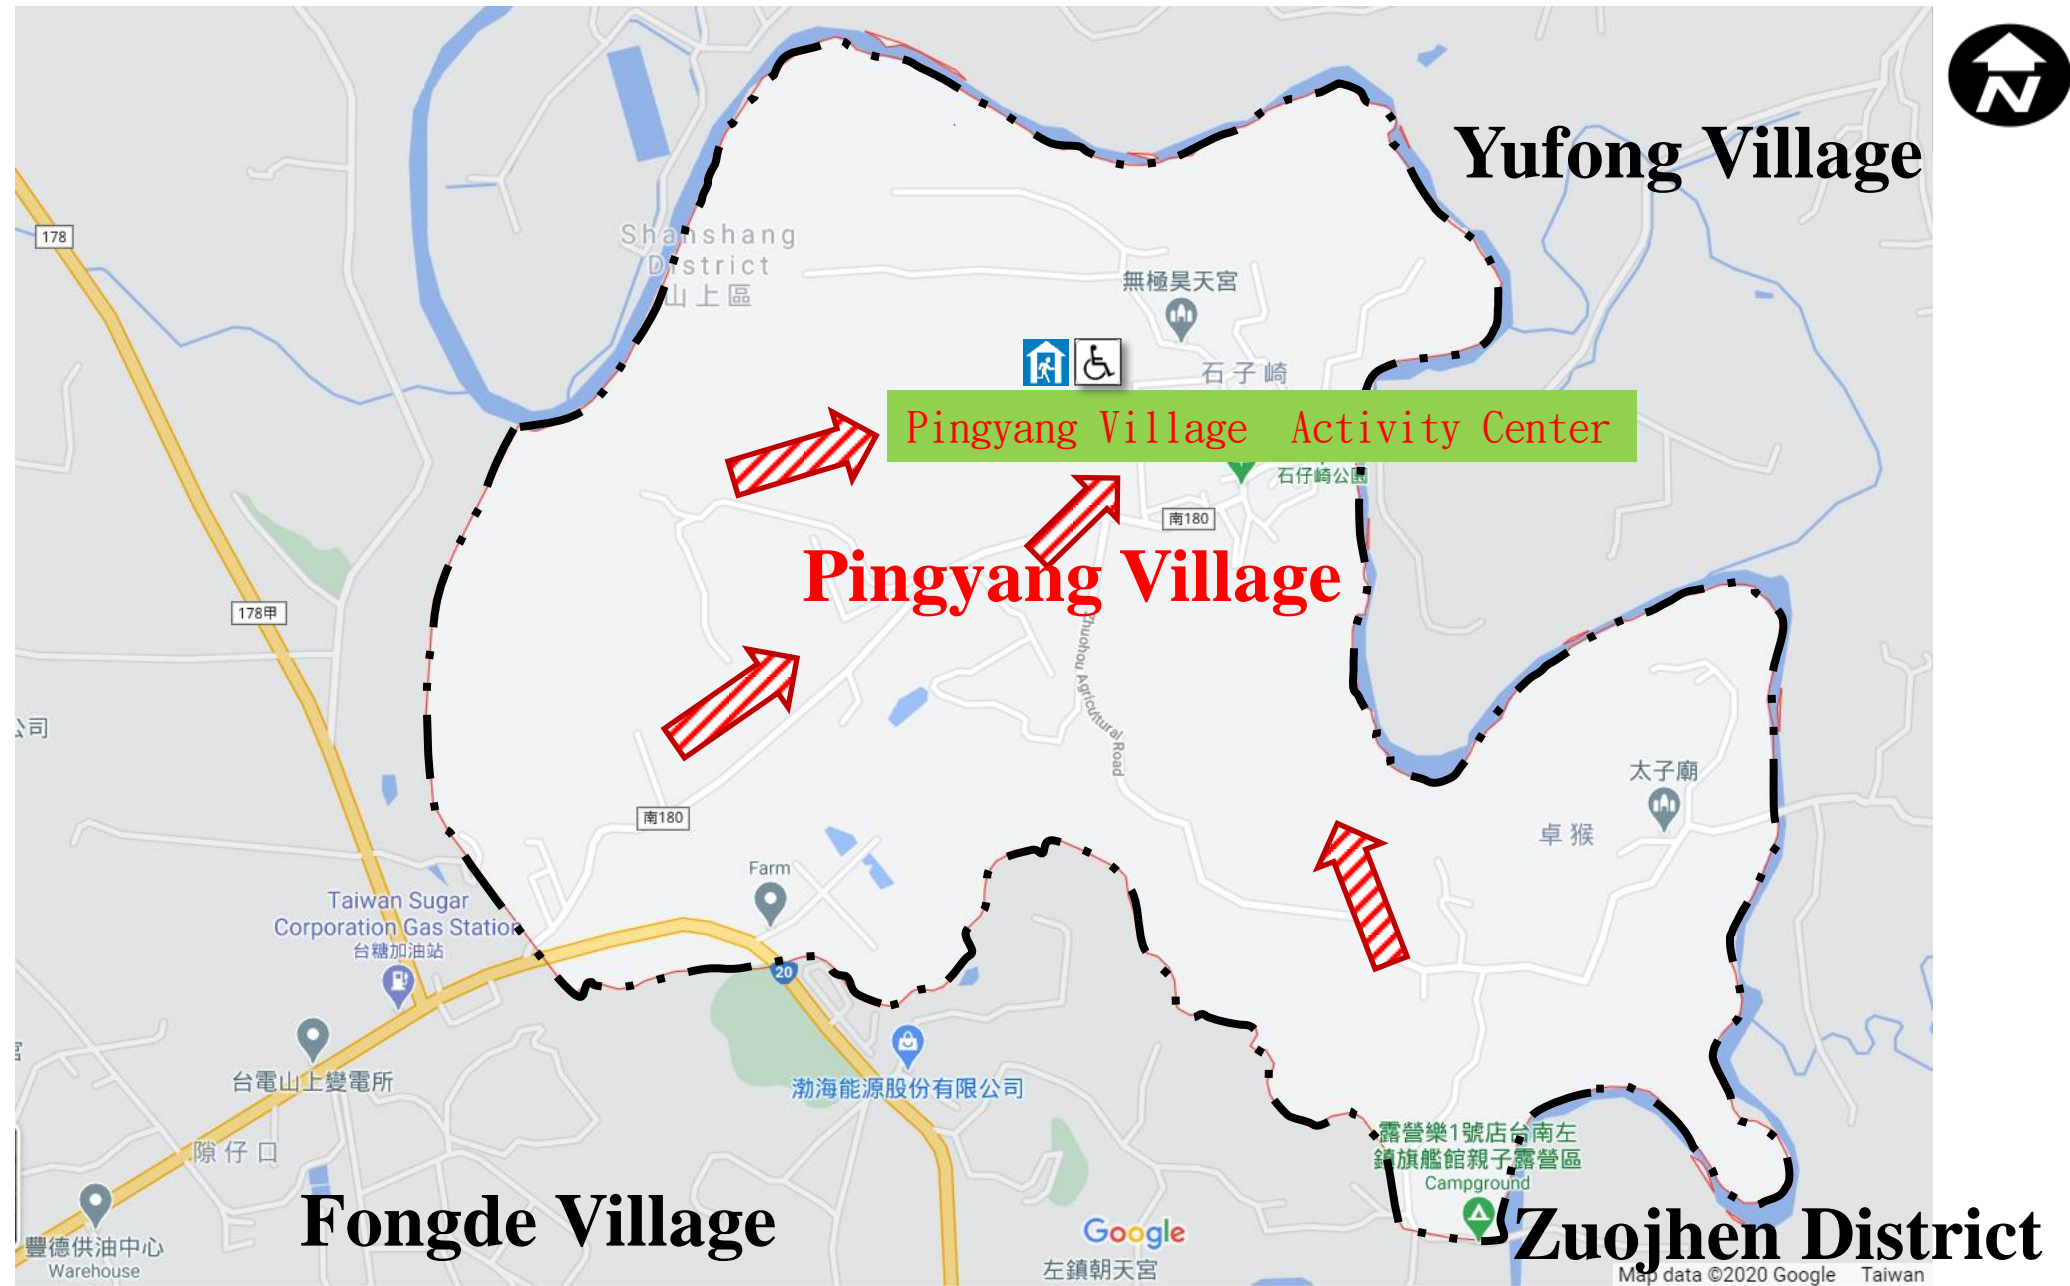 N
Yufong Village
178
Shanshang
District
山上區
無極昊天宮
石子崎
Pingyang Village Activity Center
石仔崎公園
南180
Pingyang Village
178甲
Zhuohou Agricultural Road
公司
太子廟
南180
卓猴
Farm
Taiwan Sugar
Corporation Gas Station
台糖加油站
20
台電山上變電所
渤海能源股份有限公司
隙仔口
露營樂1號店台南左
鎮旗艦館親子露營區
Campground
Fongde Village
Google
Zuojhen District
豐德供油中心
Warehouse
左鎮朝天宮
Map data ©2020 Google Taiwan